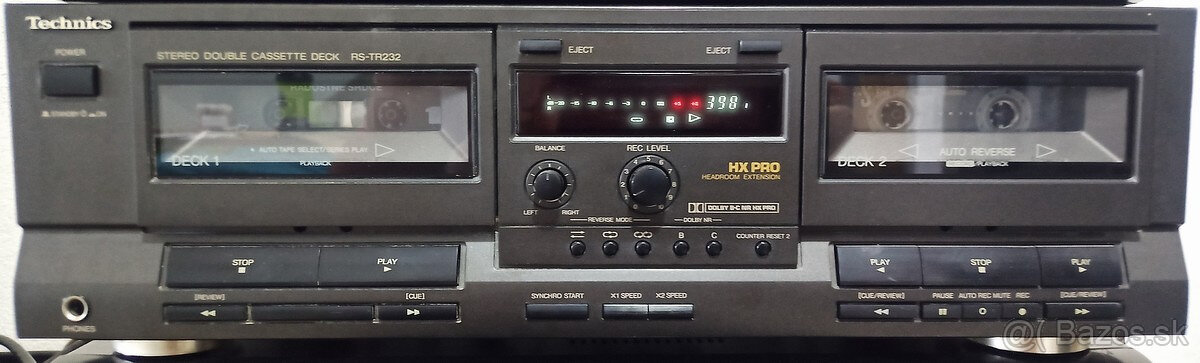 Technics
POWER
STANDBY ON
STEREO DOUBLE CASSETTE DECK RS-TR232
RADOSTNÉ SRDCE
AUTO TAPE SELECT/SERIES PLAY
DECK 1
PLAYBACK
EJECT
EJECT
398
BALANCE
LEFT RIGHT
REC LEVEL
HX PRO
HEADROOM EXTENSION
DOLBY B·C NR HX PRO
REVERSE MODE
DOLBY NR
B C
COUNTER RESET 2
AUTO REVERSE
DECK 2
PLAYBACK
STOP
PLAY
[REVIEW]
[CUE]
SYNCHRO START
X1 SPEED
X2 SPEED
PLAY
STOP
PLAY
[CUE/REVIEW]
PAUSE
AUTO REC MUTE
REC
[CUE/REVIEW]
PHONES
Bazos.sk